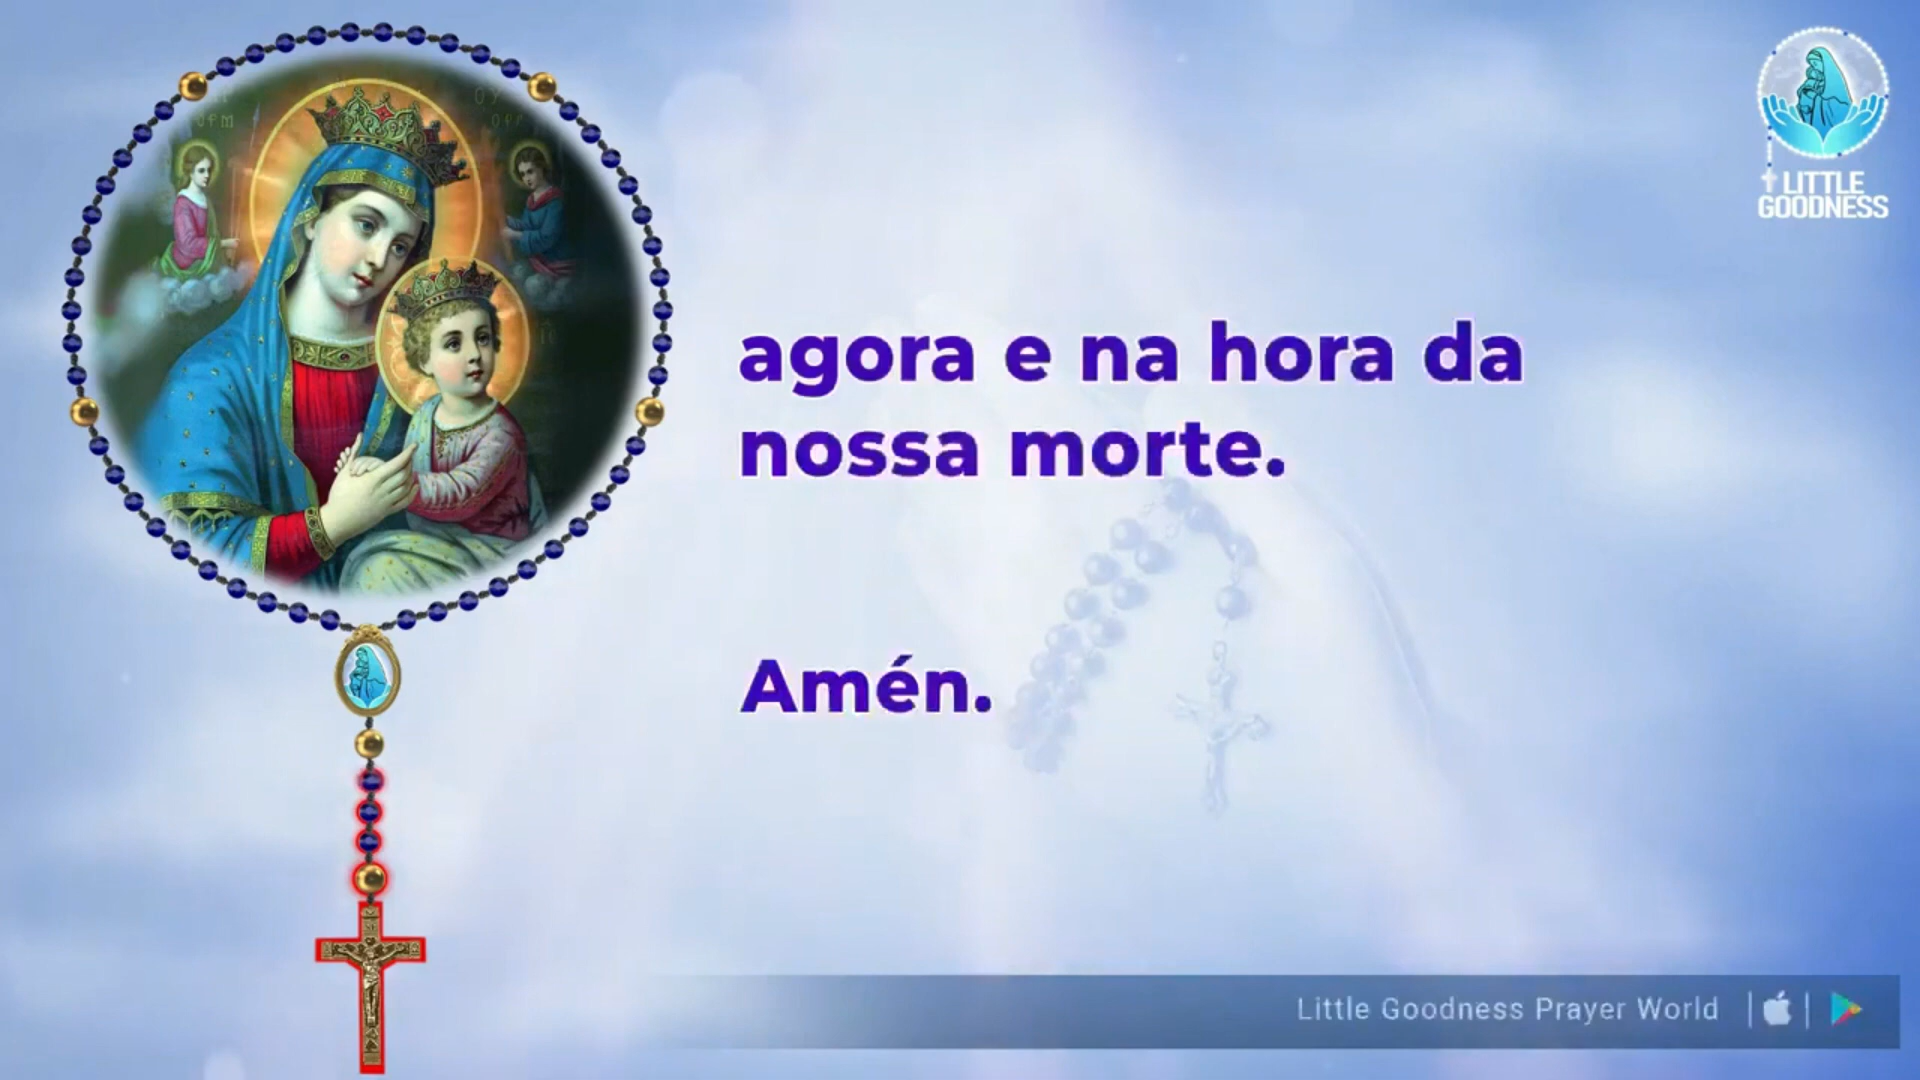 LITTLE
GOODNESS
agora e na hora da
nossa morte.
Amén.
Little Goodness Prayer World